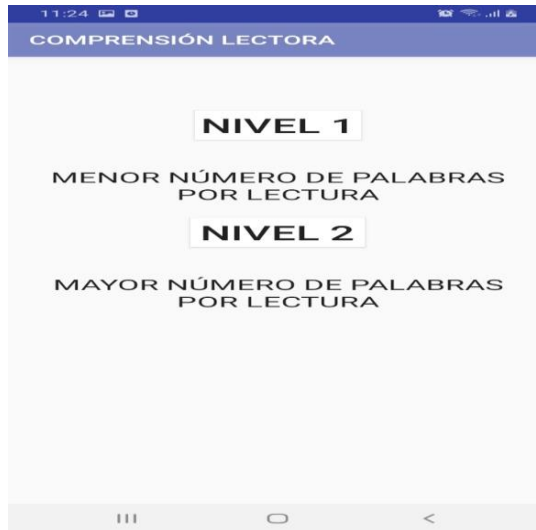 11:24
COMPRENSIÓN LECTORA
NIVEL 1
MENOR NÚMERO DE PALABRAS
POR LECTURA
NIVEL 2
MAYOR NÚMERO DE PALABRAS
POR LECTURA